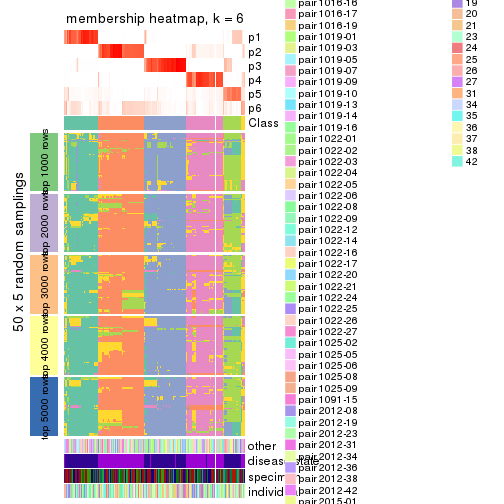 membership heatmap, k = 6
p1
p2
p3
p4
p5
p6
Class
50 x 5 random samplings
top 1000 rows
top 2000 rows
top 3000 rows
top 4000 rows
top 5000 rows
other
disease.state
individ
pair1016-16
pair1016-17
pair1016-19
pair1019-01
pair1019-03
pair1019-05
pair1019-07
pair1019-09
pair1019-10
pair1019-13
pair1019-14
pair1019-16
pair1022-01
pair1022-02
pair1022-03
pair1022-04
pair1022-05
pair1022-06
pair1022-08
pair1022-09
pair1022-12
pair1022-14
pair1022-16
pair1022-17
pair1022-20
pair1022-21
pair1022-24
pair1022-25
pair1022-26
pair1022-27
pair1025-02
pair1025-05
pair1025-06
pair1025-08
pair1025-09
pair1091-15
pair2012-08
pair2012-19
pair2012-23
pair2012-31
pair2012-34
pair2012-36
pair2012-38
pair2012-42
pair2015-01
19
20
21
23
24
25
26
27
31
34
35
36
37
38
42